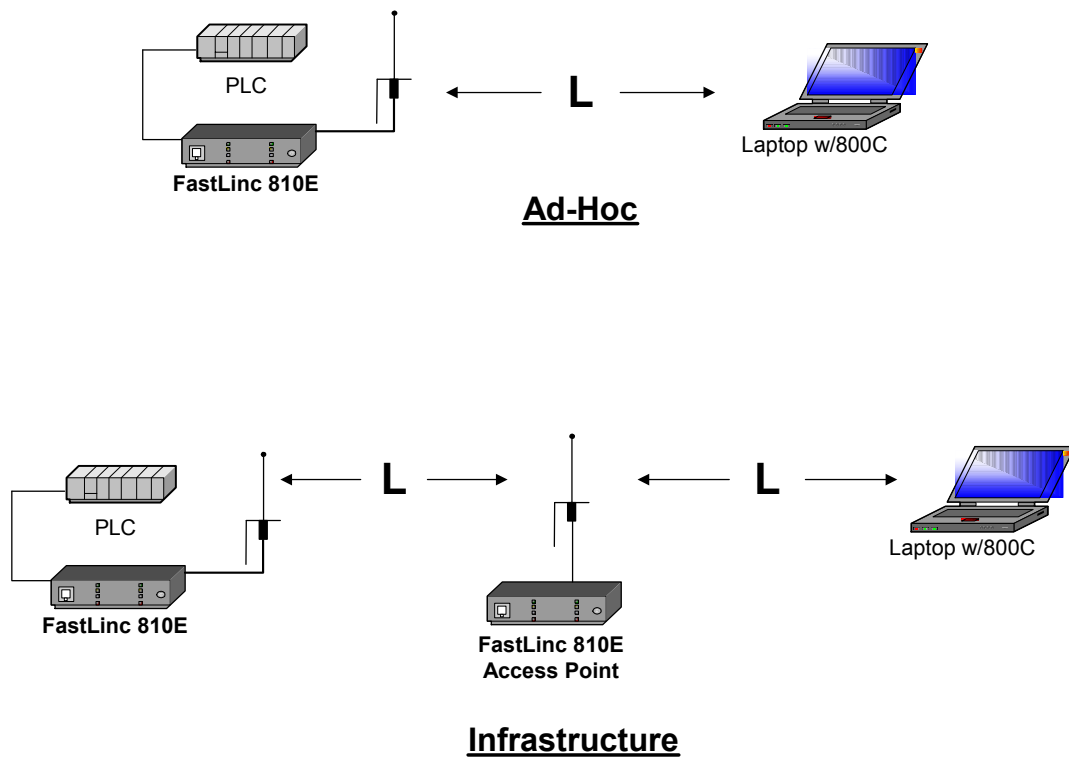 PLC
L
Laptop w/800C
FastLinc 810E
Ad-Hoc
L
L
PLC
Laptop w/800C
FastLinc 810E
FastLinc 810E
Access Point
Infrastructure